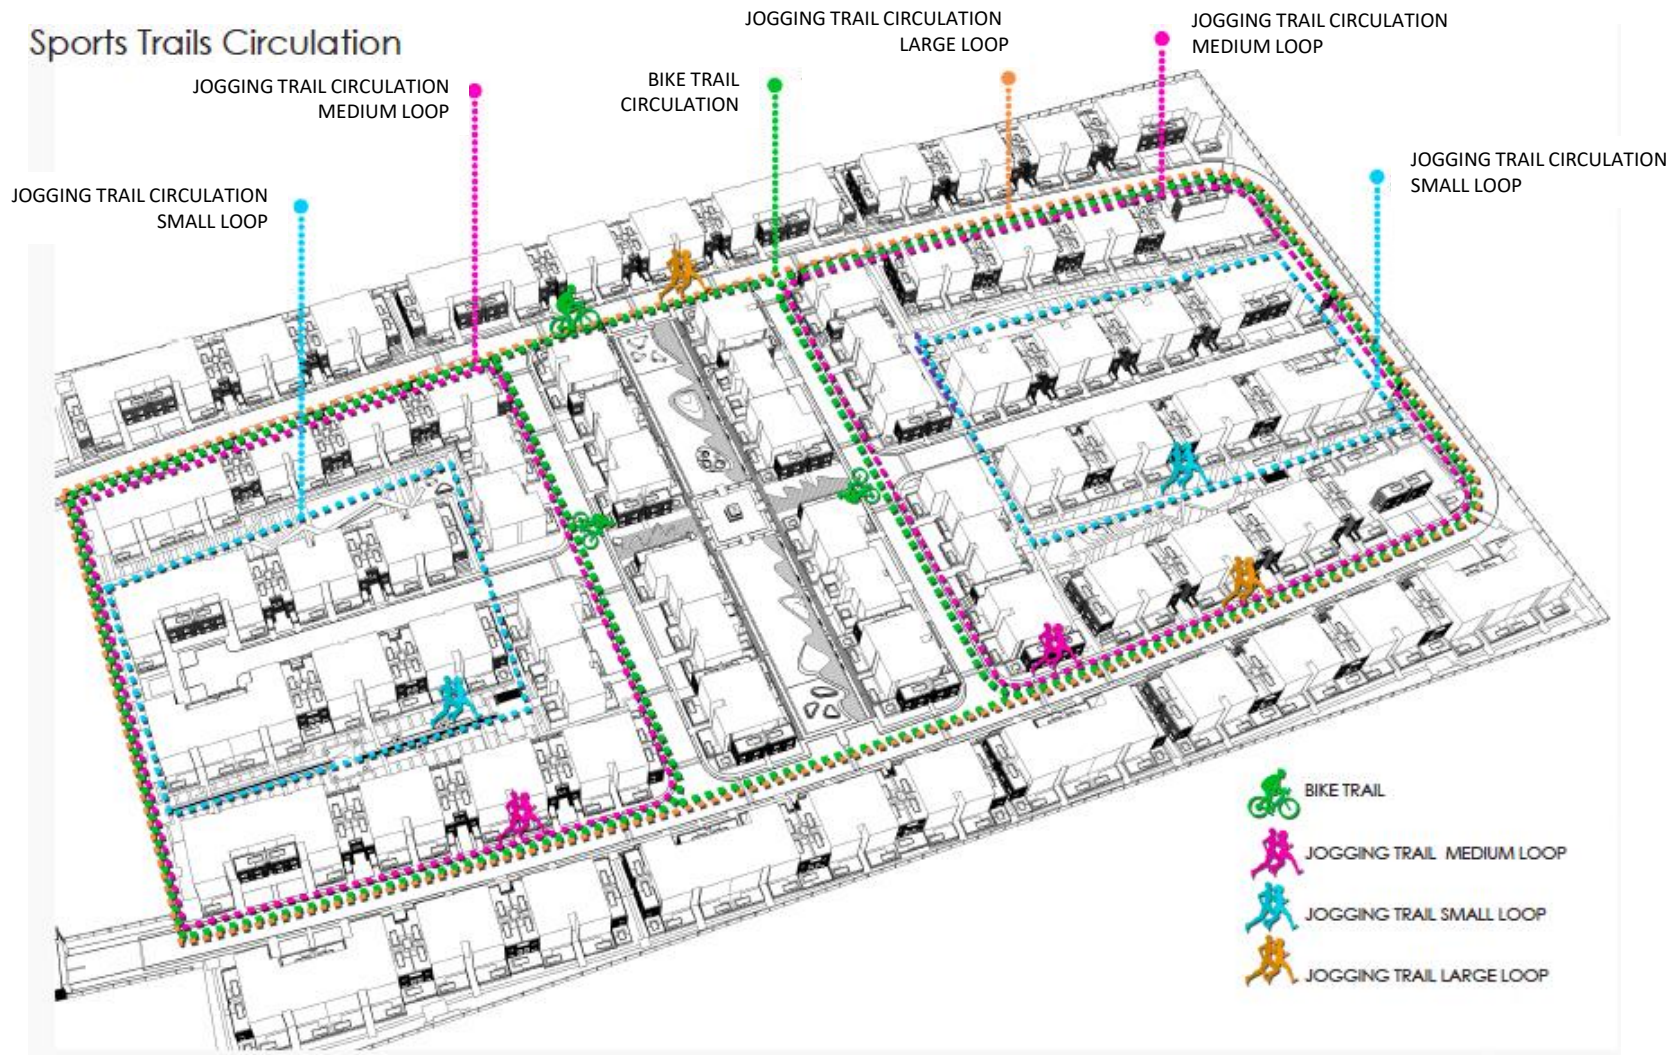 Sports Trails Circulation
JOGGING TRAIL CIRCULATION
MEDIUM LOOP
JOGGING TRAIL CIRCULATION
SMALL LOOP
BIKE TRAIL
CIRCULATION
JOGGING TRAIL CIRCULATION
LARGE LOOP
JOGGING TRAIL CIRCULATION
MEDIUM LOOP
JOGGING TRAIL CIRCULATION
SMALL LOOP
BIKE TRAIL
JOGGING TRAIL MEDIUM LOOP
JOGGING TRAIL SMALL LOOP
JOGGING TRAIL LARGE LOOP